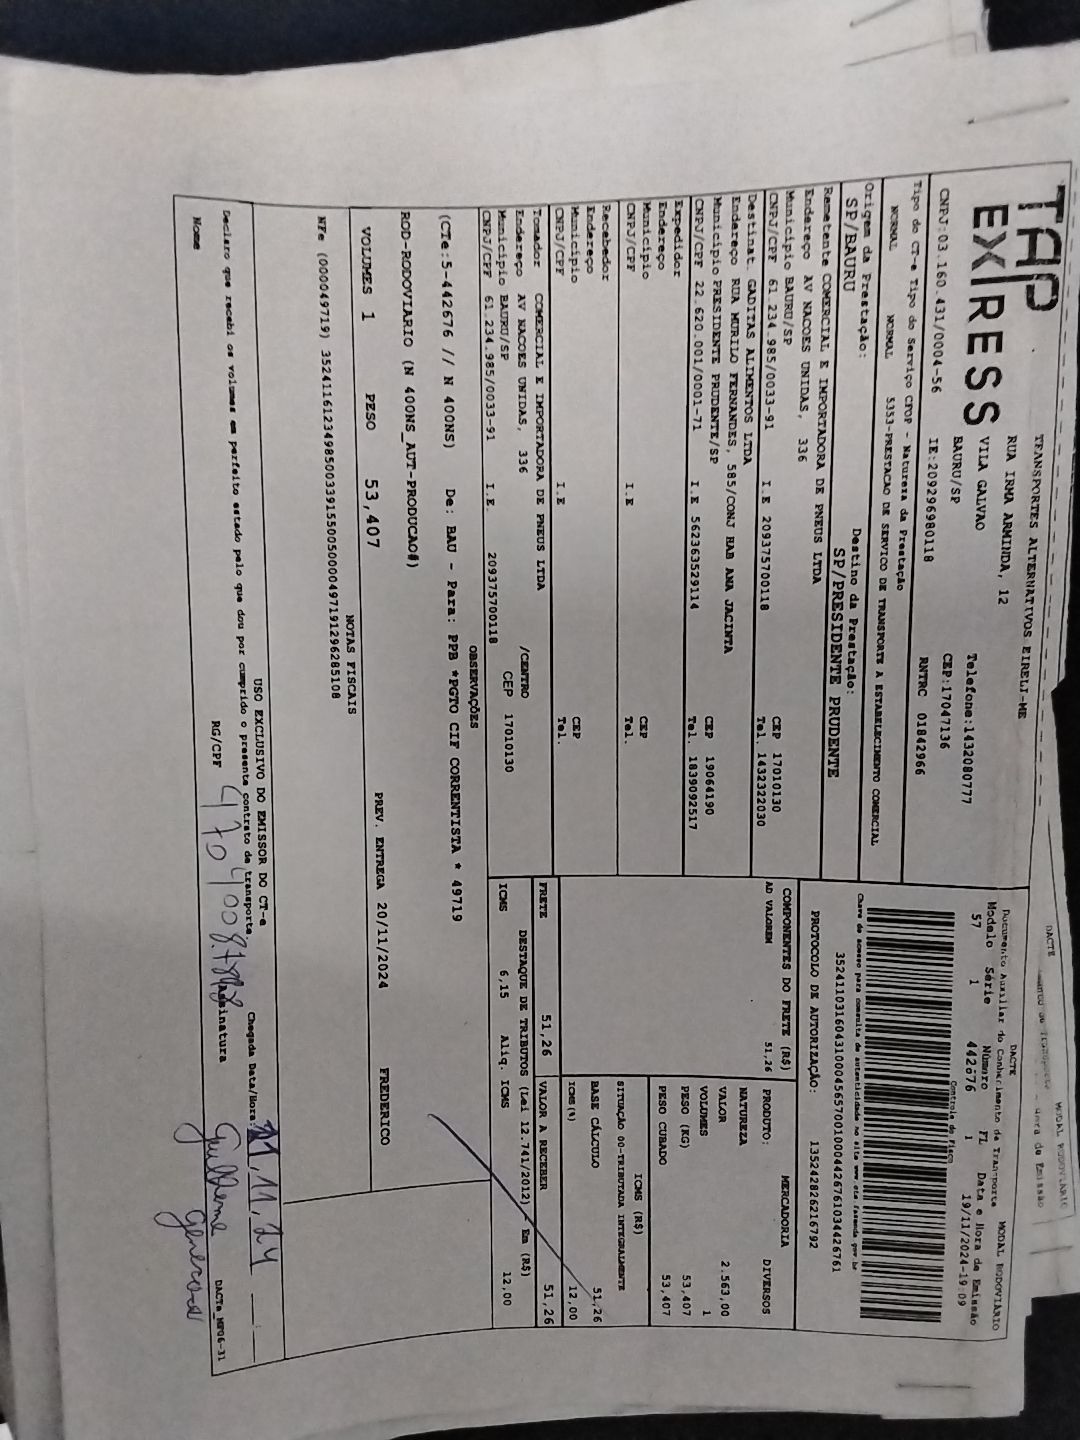 TAP
EXPRESS
TRANSPORTES ALTERNATIVOS EIRELI-ME
RUA IRMA ARMINDA, 12
VILA GALVAO
BAURU/SP
Telefone:1432080777
CEP:17047136
CNPJ:03.160.431/0004-56 IE:209296980118 RNTRC 01842966
DACTE MODAL RODOVIÁRIO
Documento Auxiliar do Conhecimento de Transporte
Modelo Série Número FL Data e Hora de Emissão
57 1 442676 1 19/11/2024-19:09
Controle do Fisco
Chave de acesso para consulta de autenticidade no site www.cte.fazenda.gov.br
35241103160431000456570010004426761034426761
PROTOCOLO DE AUTORIZAÇÃO: 135242826216792
Tipo do CT-e Tipo do Serviço CFOP - Natureza da Prestação
NORMAL NORMAL 5353-PRESTACAO DE SERVICO DE TRANSPORTE A ESTABELECIMENTO COMERCIAL
Origem da Prestação: Destino da Prestação:
SP/BAURU SP/PRESIDENTE PRUDENTE
Remetente COMERCIAL E IMPORTADORA DE PNEUS LTDA
Endereço AV NACOES UNIDAS, 336
Município BAURU/SP CEP 17010130
CNPJ/CPF 61.234.985/0033-91 I.E 209375700118 Tel. 1432322030
Destinat. GADITAS ALIMENTOS LTDA
Endereço RUA MURILO FERNANDES, 585/CONJ HAB ANA JACINTA
Município PRESIDENTE PRUDENTE/SP CEP 19064190
CNPJ/CPF 22.620.001/0001-71 I.E 562363529114 Tel. 1839092517
Expedidor
Endereço
Município CEP
CNPJ/CPF I.E Tel.
Recebedor
Endereço
Município CEP
CNPJ/CPF I.E Tel.
Tomador COMERCIAL E IMPORTADORA DE PNEUS LTDA
Endereço AV NACOES UNIDAS, 336 /CENTRO
Município BAURU/SP CEP 17010130
CNPJ/CPF 61.234.985/0033-91 I.E. 209375700118
COMPONENTES DO FRETE (R$)
AD VALOREM 51,26
MERCADORIA
PRODUTO: DIVERSOS
NATUREZA
VALOR 2.563,00
VOLUMES 1
PESO (KG) 53,407
PESO CUBADO 53,407
ICMS (R$)
SITUAÇÃO 00-TRIBUTADA INTEGRALMENTE
BASE CÁLCULO 51,26
ICMS(%) 12,00
FRETE 51,26 VALOR A RECEBER 51,26
DESTAQUE DE TRIBUTOS (Lei 12.741/2012) - Em (R$)
ICMS 6,15 Aliq. ICMS 12,00
OBSERVAÇÕES
(CTe:5-442676 // N 400NS) De: BAU - Para: PPB *PGTO CIF CORRENTISTA * 49719
ROD-RODOVIARIO (N 400NS_AUT-PRODUCAO#)
VOLUMES 1 PESO 53,407 PREV. ENTREGA 20/11/2024 FREDERICO
NOTAS FISCAIS
NFe (000049719) 35241161234985003391550050000497191296285108
USO EXCLUSIVO DO EMISSOR DO CT-e
Declaro que recebi os volumes em perfeito estado pelo que dou por cumprido o presente contrato de transporte. Chegada Data/Hora: 21.11.24
Nome RG/CPF Assinatura Guilherme
DACTe_MP06-31